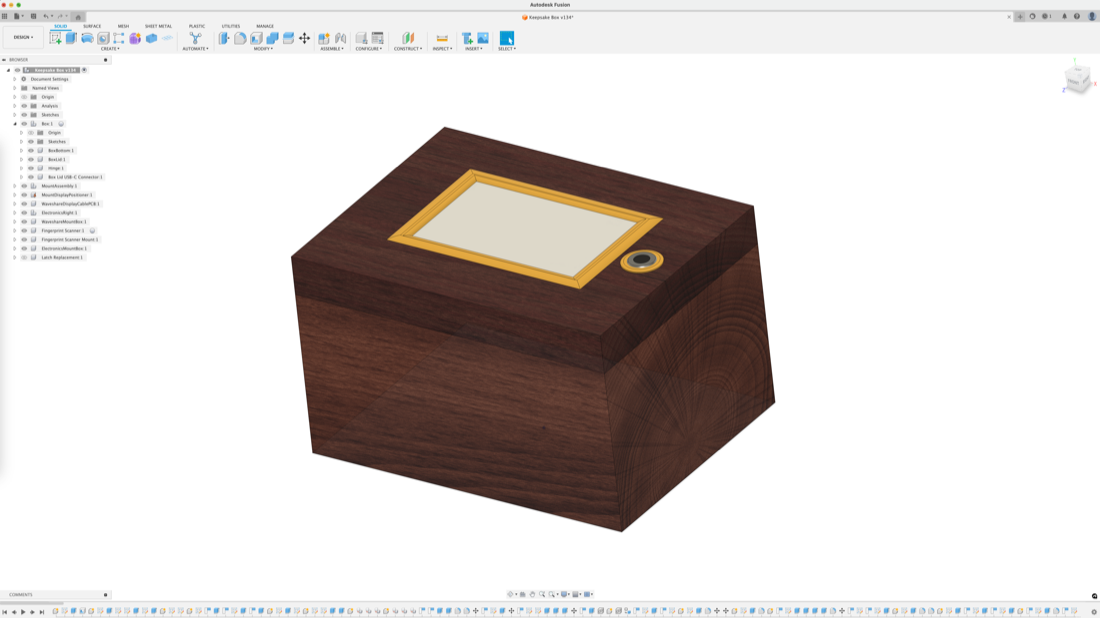 Autodesk Fusion
Keepsake Box v134*
1
SOLID
SURFACE
MESH
SHEET METAL
PLASTIC
UTILITIES
MANAGE
DESIGN
CREATE
AUTOMATE
MODIFY
ASSEMBLE
CONFIGURE
CONSTRUCT
INSPECT
INSERT
SELECT
BROWSER
Keepsake Box v134
Document Settings
Named Views
Origin
Analysis
Sketches
Box:1
Origin
Sketches
BoxBottom:1
BoxLid:1
Hinge:1
Box Lid USB-C Connector:1
MountAssembly:1
MountDisplayPositioner:1
WaveshareDisplayCablePCB:1
ElectronicsRight:1
WaveshareMountBox:1
Fingerprint Scanner:1
Fingerprint Scanner Mount:1
ElectronicsMountBox:1
Latch Replacement:1
Y
X
Z
COMMENTS